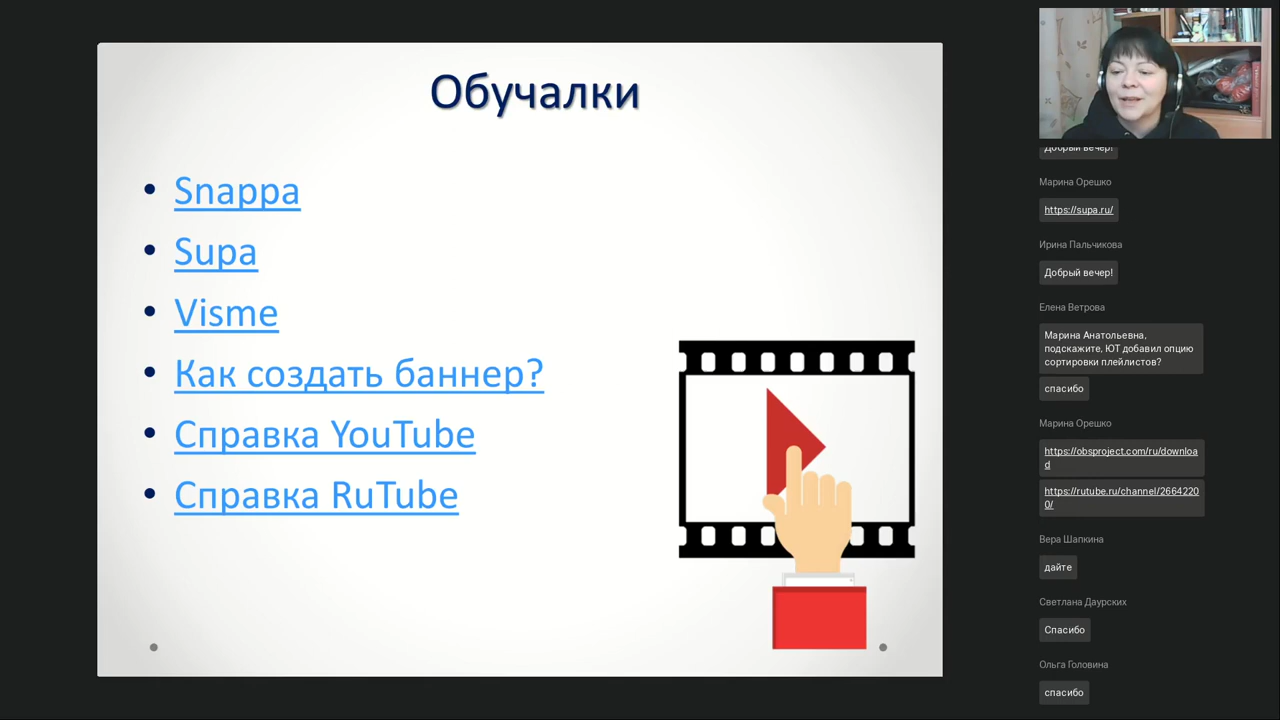 Обучалки
Snappa
Supa
Visme
Как создать баннер?
Справка YouTube
Справка RuTube
Добрый вечер!
Марина Орешко
https://supa.ru/
Ирина Пальчикова
Добрый вечер!
Елена Ветрова
Марина Анатольевна,
подскажите, ЮТ добавил опцию
сортировки плейлистов?
спасибо
Марина Орешко
https://obsproject.com/ru/downloa
d
https://rutube.ru/channel/2664220
0/
Вера Шапкина
дайте
Светлана Даурских
Спасибо
Ольга Головина
спасибо